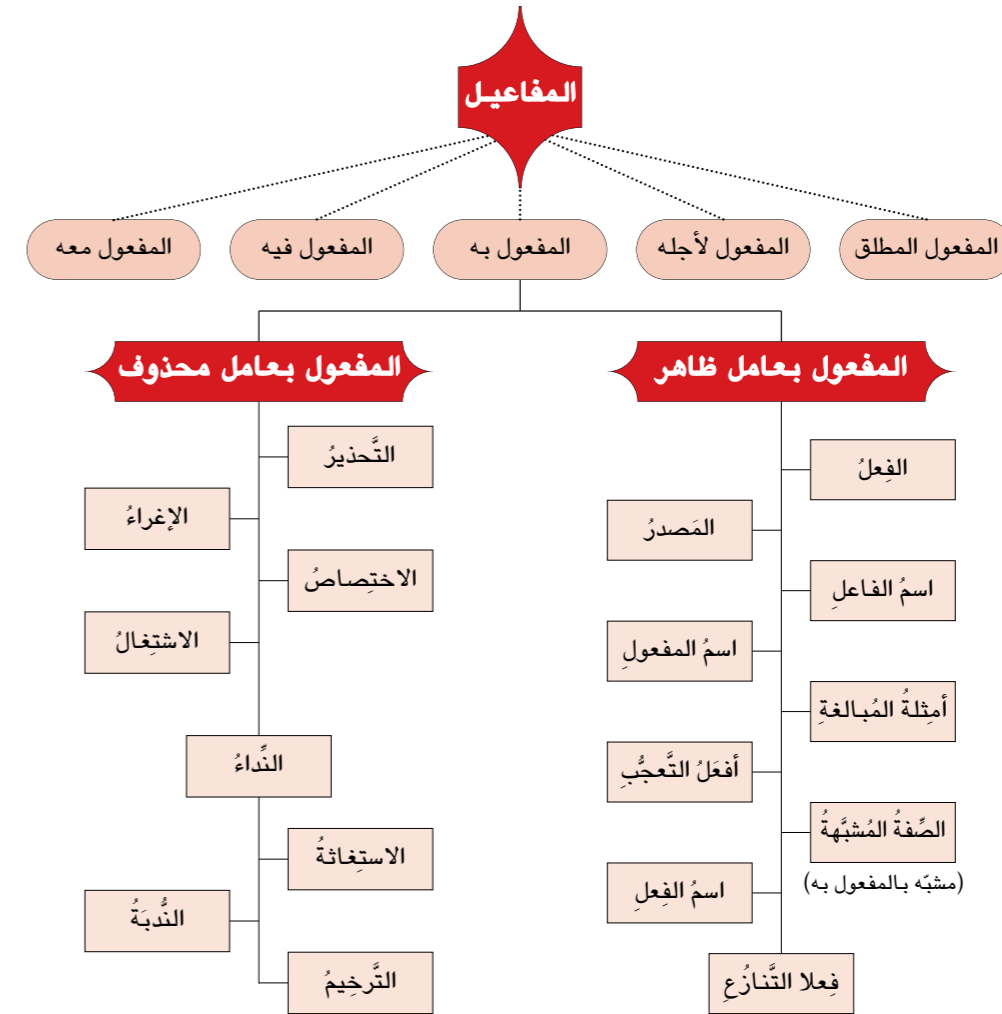 المفاعيل
المفعول المطلق
المفعول لأجله
المفعول به
المفعول فيه
المفعول معه
المفعول بعامل ظاهر
الفِعلُ
المَصدرُ
اسمُ الفاعلِ
اسمُ المفعولِ
أمثِلةُ المُبالغةِ
أفعَلُ التَّعجُّبِ
الصِّفةُ المُشبَّهةُ
(مشبّه بالمفعول به)
اسمُ الفِعلِ
فِعلا التَّنازُعِ
المفعول بعامل محذوف
التَّحذيرُ
الإغراءُ
الاختِصاصُ
الاشتِغالُ
النِّداءُ
الاستِغاثةُ
النُّدبَةُ
التَّرخِيمُ